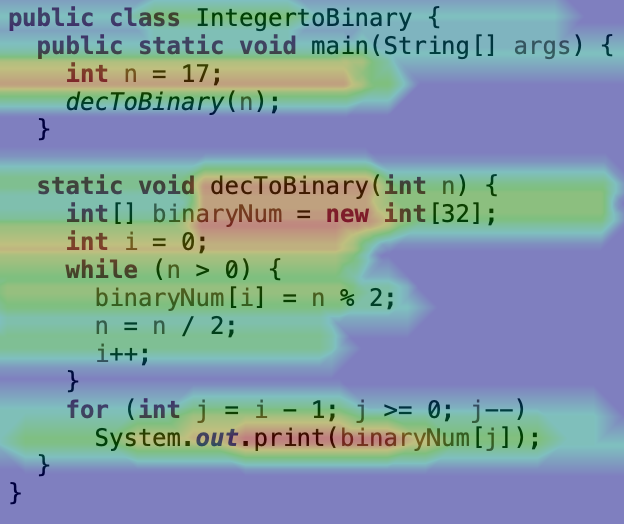 public class IntegertoBinary {
  public static void main(String[] args) {
    int n = 17;
    decToBinary(n);
  }

  static void decToBinary(int n) {
    int[] binaryNum = new int[32];
    int i = 0;
    while (n > 0) {
      binaryNum[i] = n % 2;
      n = n / 2;
      i++;
    }
    for (int j = i - 1; j >= 0; j--)
      System.out.print(binaryNum[j]);
  }
}